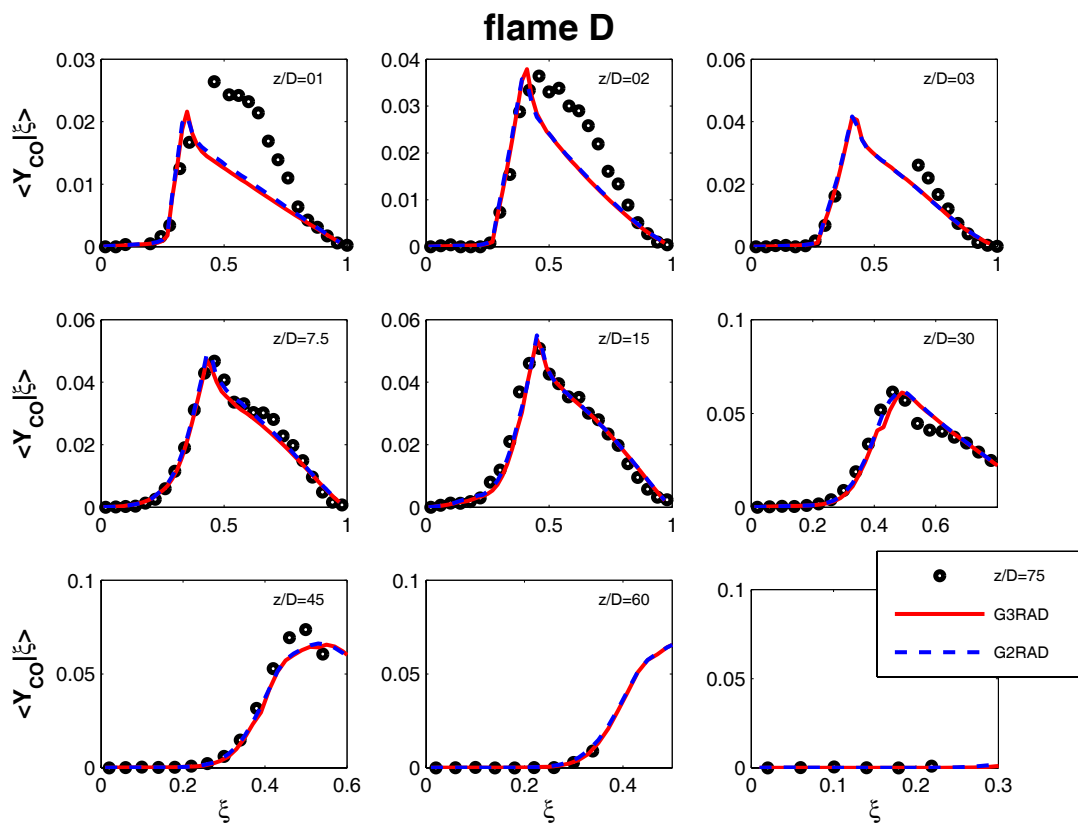 flame D
<Y_CO|ξ>
0.03
0.02
0.01
0
z/D=01
0 0.5 1
0.04
0.03
0.02
0.01
0
z/D=02
0 0.5 1
0.06
0.04
0.02
0
z/D=03
0 0.5 1
<Y_CO|ξ>
0.06
0.04
0.02
0
z/D=7.5
0 0.5 1
0.06
0.04
0.02
0
z/D=15
0 0.5 1
0.1
0.05
0
z/D=30
0 0.2 0.4 0.6
<Y_CO|ξ>
0.1
0.05
0
z/D=45
0 0.2 0.4 0.6
ξ
0.1
0.05
0
z/D=60
0 0.2 0.4
ξ
0.1
0.05
0
z/D=75
G3RAD
G2RAD
0 0.1 0.2 0.3
ξ